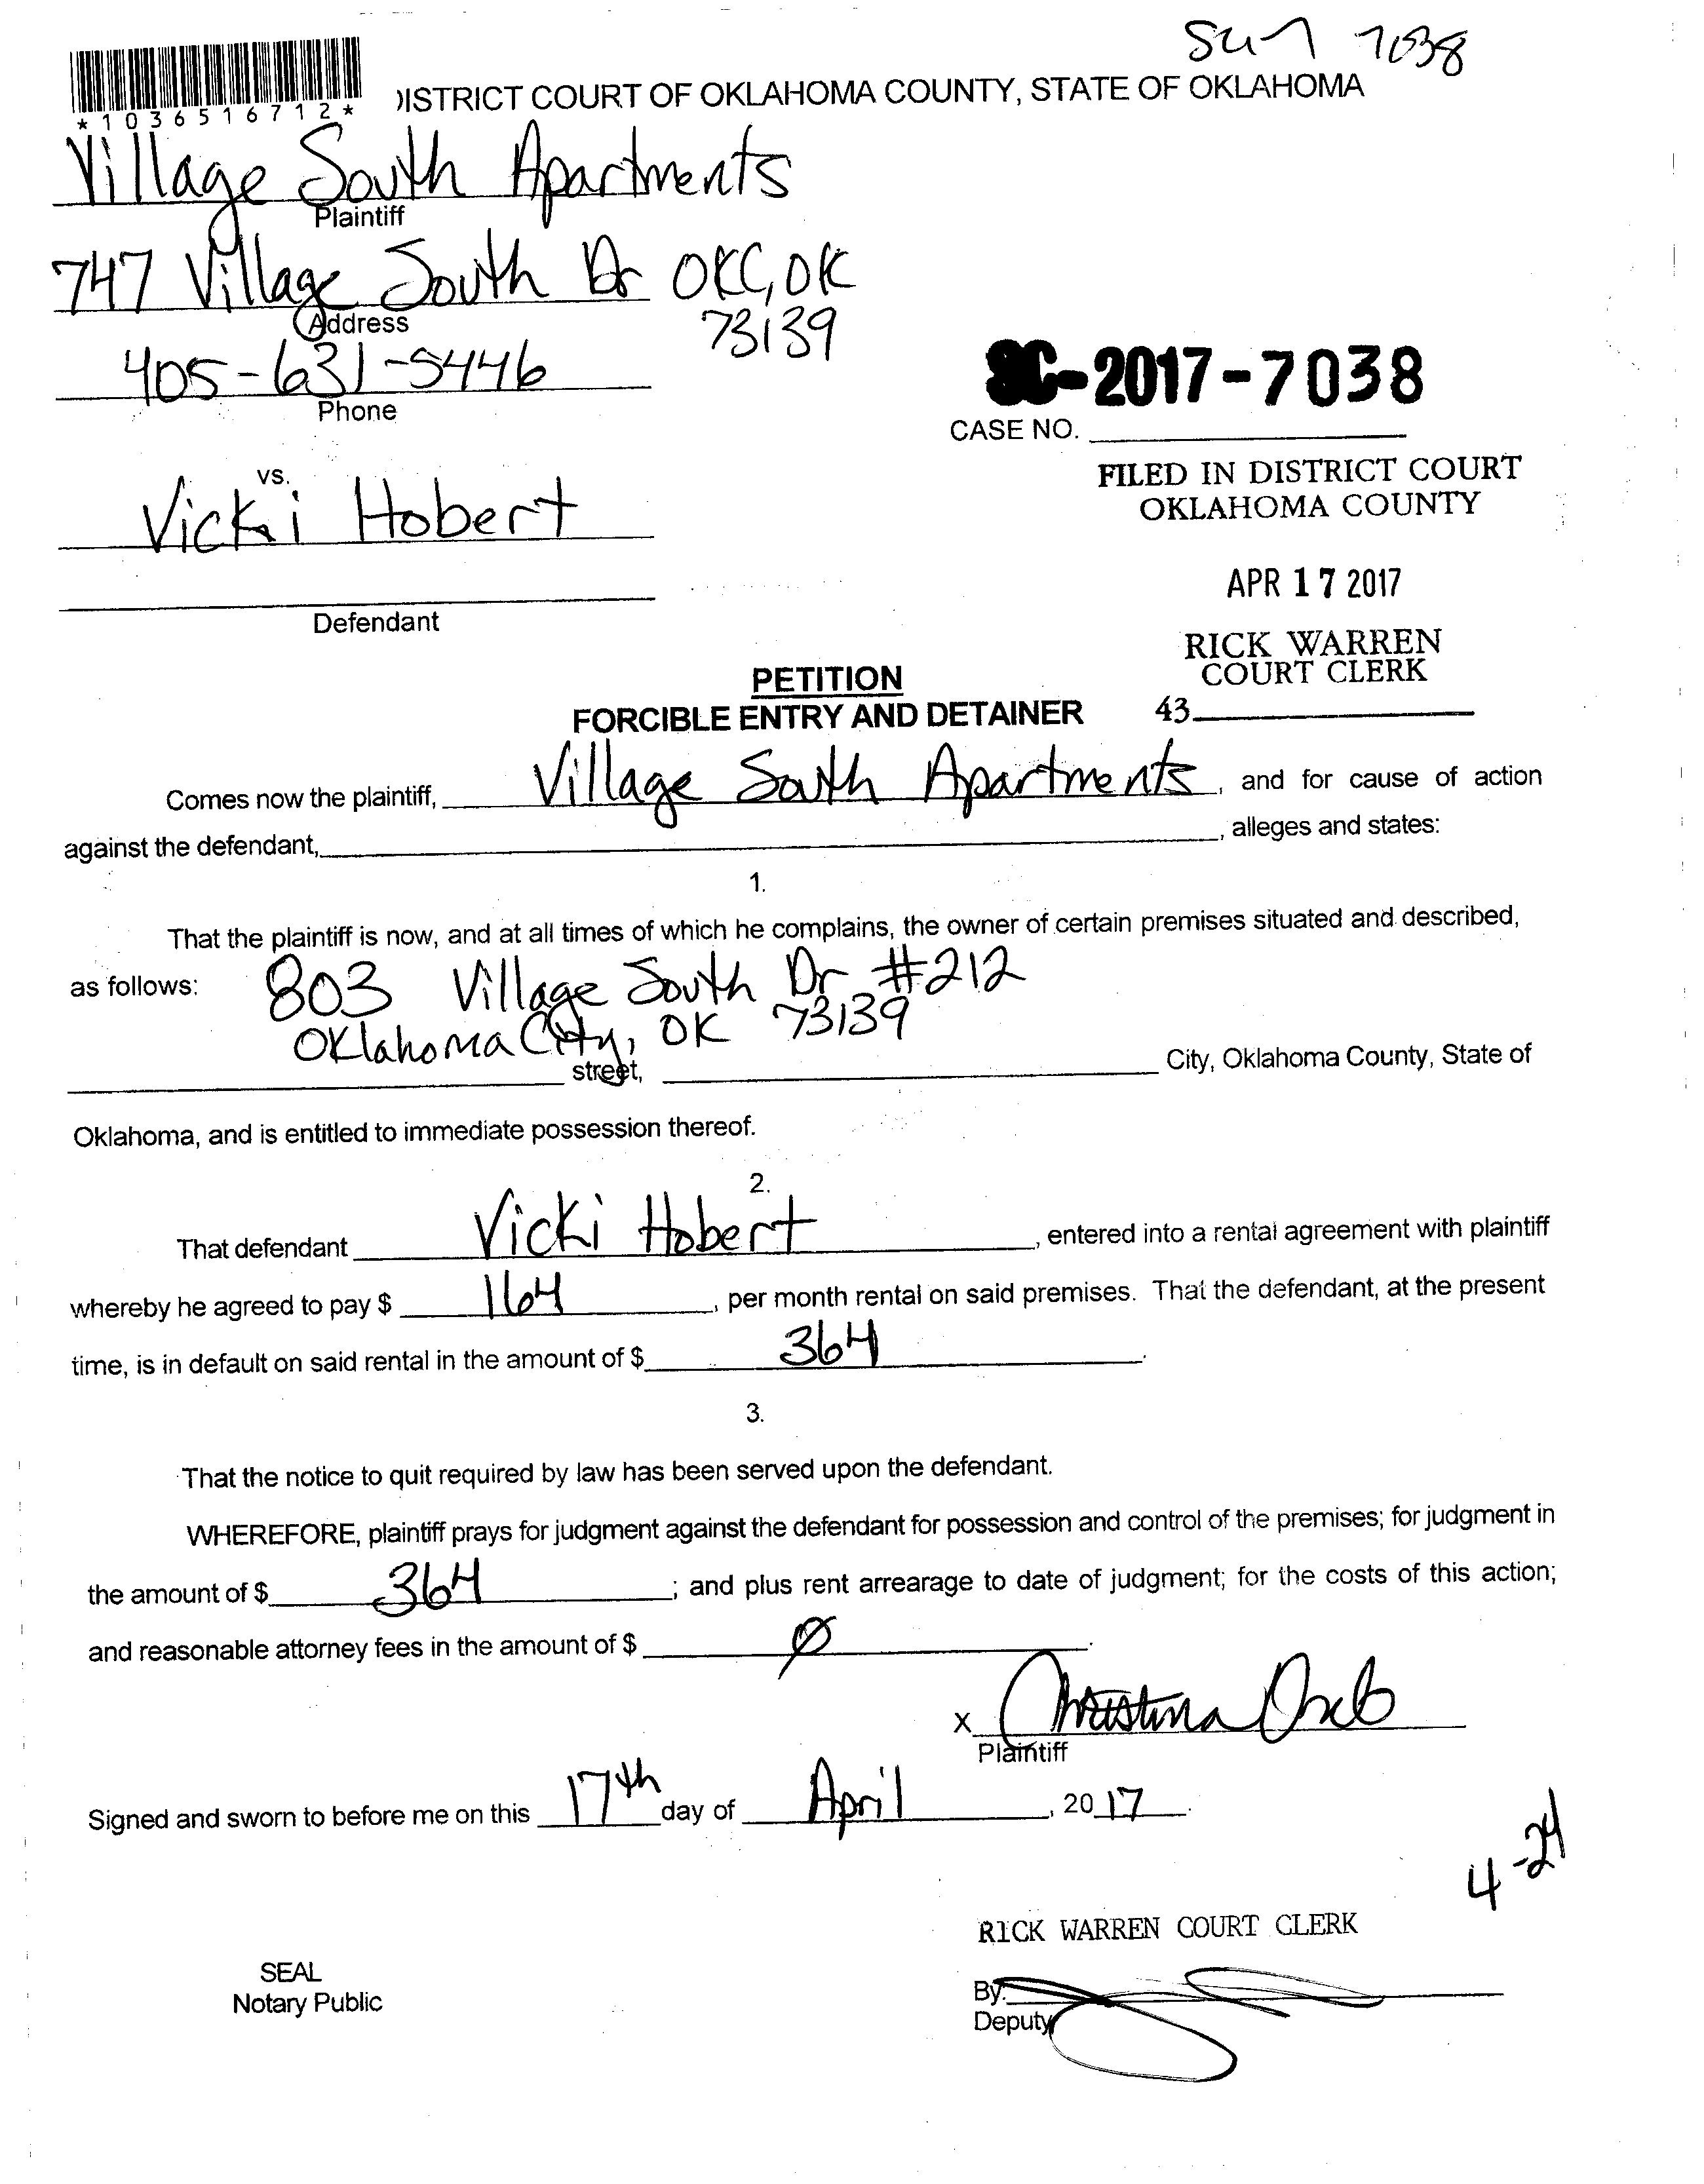 7038
*1036516712*
DISTRICT COURT OF OKLAHOMA COUNTY, STATE OF OKLAHOMA
Village South Apartments
Plaintiff
747 Village South Dr OKC, OK
73139
Address
405-631-5446
Phone
SC-2017-7038
CASE NO.
vs.
Vicki Hobert
FILED IN DISTRICT COURT
OKLAHOMA COUNTY
APR 17 2017
Defendant
RICK WARREN
COURT CLERK
43
PETITION
FORCIBLE ENTRY AND DETAINER
Comes now the plaintiff, Village South Apartments, and for cause of action
against the defendant, , alleges and states:
1.
That the plaintiff is now, and at all times of which he complains, the owner of certain premises situated and described,
as follows: 803 Village South Dr #212
Oklahoma City, OK 73139
street, City, Oklahoma County, State of
Oklahoma, and is entitled to immediate possession thereof.
2.
That defendant Vicki Hobert, entered into a rental agreement with plaintiff
whereby he agreed to pay $ 164, per month rental on said premises. That the defendant, at the present
time, is in default on said rental in the amount of $ 364.
3.
That the notice to quit required by law has been served upon the defendant.
WHEREFORE, plaintiff prays for judgment against the defendant for possession and control of the premises; for judgment in
the amount of $ 364; and plus rent arrearage to date of judgment; for the costs of this action;
and reasonable attorney fees in the amount of $ Ø.
x Christina
Plaintiff
Signed and sworn to before me on this 17th day of April, 2017.
4-24
RICK WARREN COURT CLERK
SEAL
Notary Public
By:
Deputy